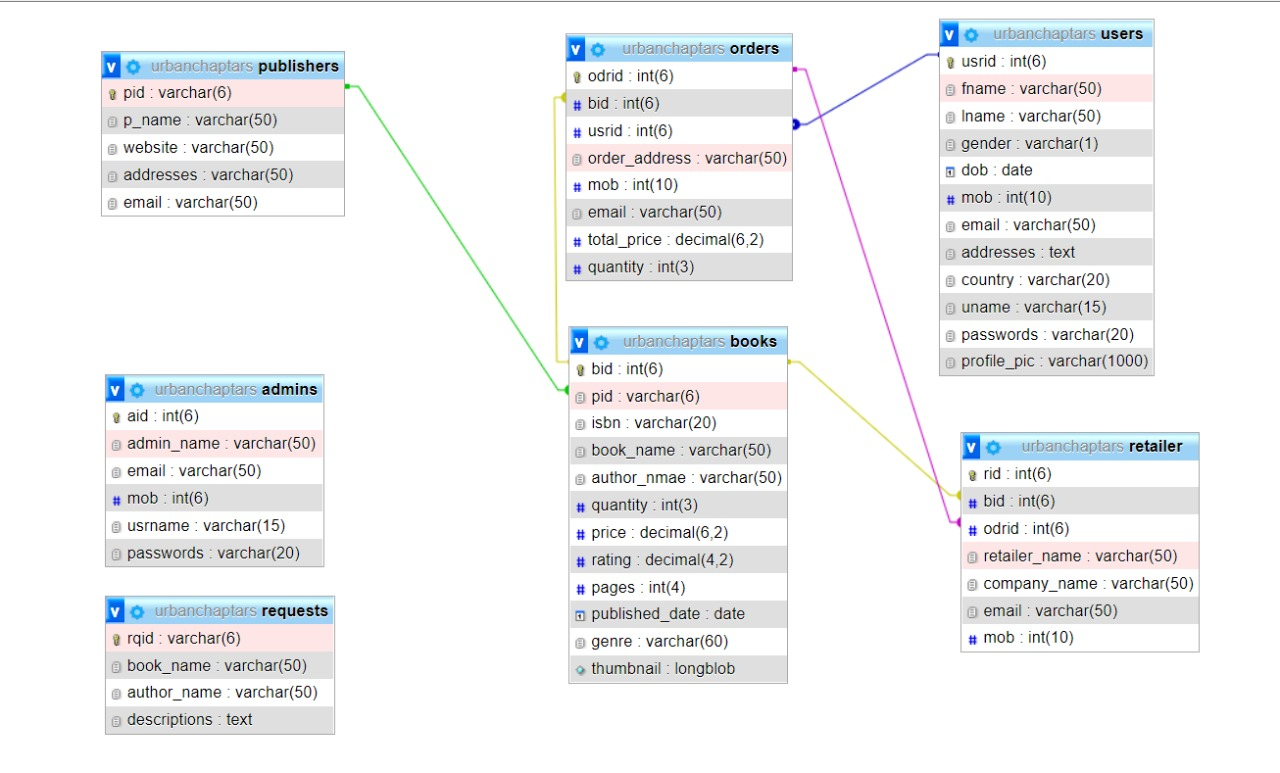 urbanchaptars publishers
pid : varchar(6)
p_name : varchar(50)
website : varchar(50)
addresses : varchar(50)
email : varchar(50)
urbanchaptars admins
aid : int(6)
admin_name : varchar(50)
email : varchar(50)
mob : int(6)
usrname : varchar(15)
passwords : varchar(20)
urbanchaptars requests
rqid : varchar(6)
book_name : varchar(50)
author_name : varchar(50)
descriptions : text
urbanchaptars orders
odrid : int(6)
bid : int(6)
usrid : int(6)
order_address : varchar(50)
mob : int(10)
email : varchar(50)
total_price : decimal(6,2)
quantity : int(3)
urbanchaptars books
bid : int(6)
pid : varchar(6)
isbn : varchar(20)
book_name : varchar(50)
author_nmae : varchar(50)
quantity : int(3)
price : decimal(6,2)
rating : decimal(4,2)
pages : int(4)
published_date : date
genre : varchar(60)
thumbnail : longblob
urbanchaptars users
usrid : int(6)
fname : varchar(50)
lname : varchar(50)
gender : varchar(1)
dob : date
mob : int(10)
email : varchar(50)
addresses : text
country : varchar(20)
uname : varchar(15)
passwords : varchar(20)
profile_pic : varchar(1000)
urbanchaptars retailer
rid : int(6)
bid : int(6)
odrid : int(6)
retailer_name : varchar(50)
company_name : varchar(50)
email : varchar(50)
mob : int(10)